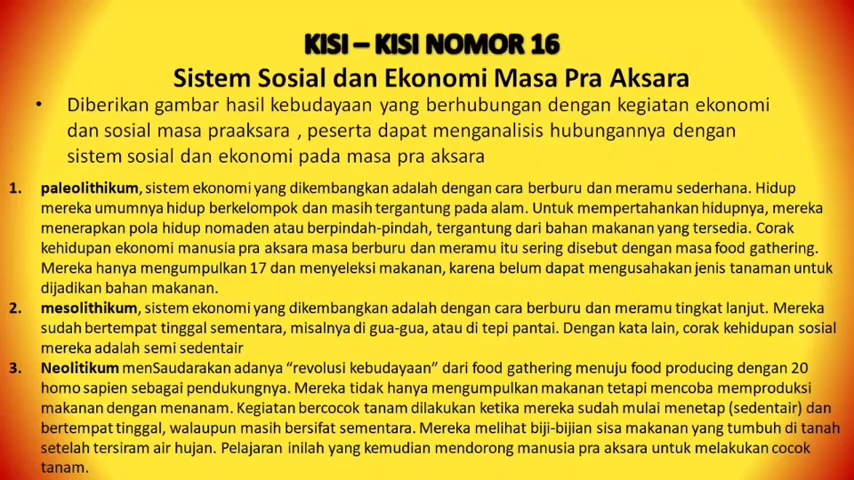 KISI – KISI NOMOR 16
Sistem Sosial dan Ekonomi Masa Pra Aksara
• Diberikan gambar hasil kebudayaan yang berhubungan dengan kegiatan ekonomi
dan sosial masa praaksara , peserta dapat menganalisis hubungannya dengan
sistem sosial dan ekonomi pada masa pra aksara
1. paleolithikum, sistem ekonomi yang dikembangkan adalah dengan cara berburu dan meramu sederhana. Hidup
mereka umumnya hidup berkelompok dan masih tergantung pada alam. Untuk mempertahankan hidupnya, mereka
menerapkan pola hidup nomaden atau berpindah-pindah, tergantung dari bahan makanan yang tersedia. Corak
kehidupan ekonomi manusia pra aksara masa berburu dan meramu itu sering disebut dengan masa food gathering.
Mereka hanya mengumpulkan 17 dan menyeleksi makanan, karena belum dapat mengusahakan jenis tanaman untuk
dijadikan bahan makanan.
2. mesolithikum, sistem ekonomi yang dikembangkan adalah dengan cara berburu dan meramu tingkat lanjut. Mereka
sudah bertempat tinggal sementara, misalnya di gua-gua, atau di tepi pantai. Dengan kata lain, corak kehidupan sosial
mereka adalah semi sedentair
3. Neolitikum menSaudarakan adanya “revolusi kebudayaan” dari food gathering menuju food producing dengan 20
homo sapien sebagai pendukungnya. Mereka tidak hanya mengumpulkan makanan tetapi mencoba memproduksi
makanan dengan menanam. Kegiatan bercocok tanam dilakukan ketika mereka sudah mulai menetap (sedentair) dan
bertempat tinggal, walaupun masih bersifat sementara. Mereka melihat biji-bijian sisa makanan yang tumbuh di tanah
setelah tersiram air hujan. Pelajaran inilah yang kemudian mendorong manusia pra aksara untuk melakukan cocok
tanam.